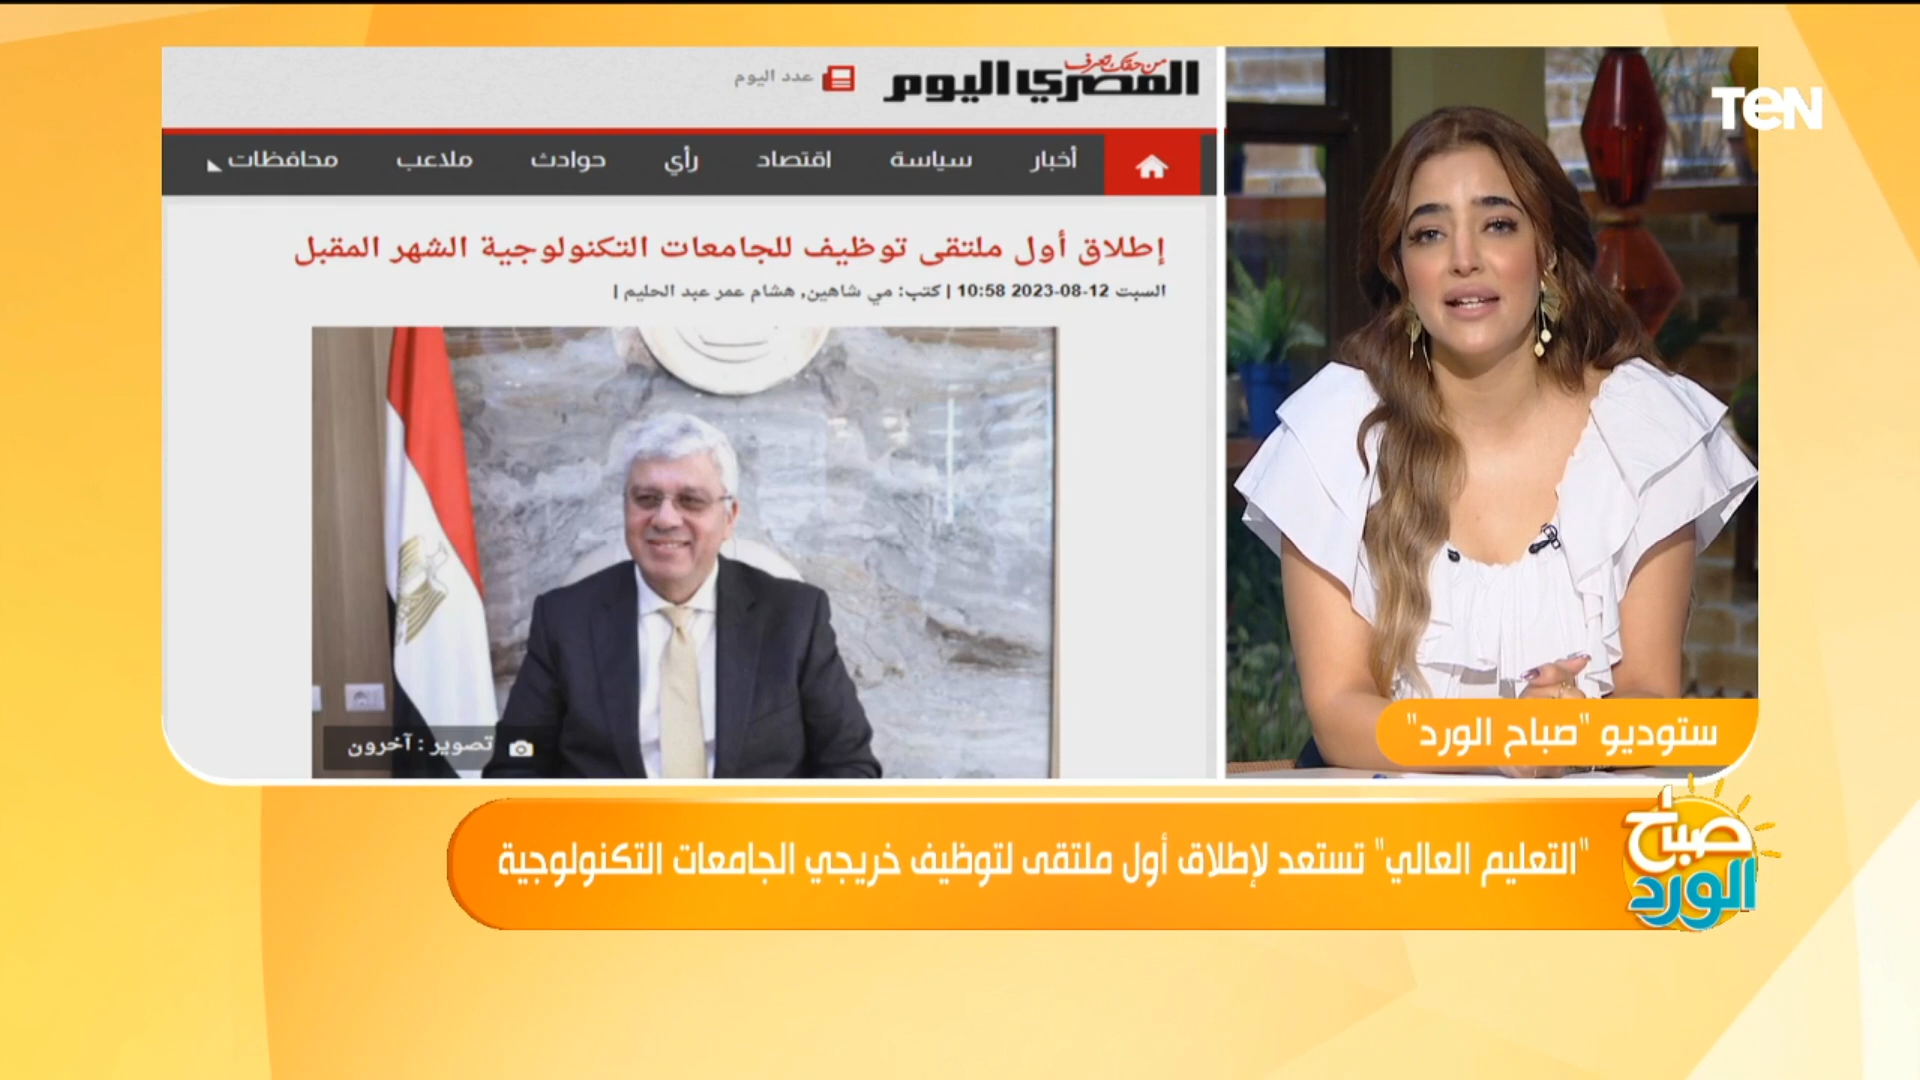 من حقك تعرف
المصري اليوم
عدد اليوم
أخبار سياسة اقتصاد رأي حوادث ملاعب محافظات
إطلاق أول ملتقى توظيف للجامعات التكنولوجية الشهر المقبل
السبت 12-08-2023 10:58 | كتب: مي شاهين, هشام عمر عبد الحليم |
تصوير : آخرون
TeN
ستوديو "صباح الورد"
"التعليم العالي" تستعد لإطلاق أول ملتقى لتوظيف خريجي الجامعات التكنولوجية
صباح
الورد